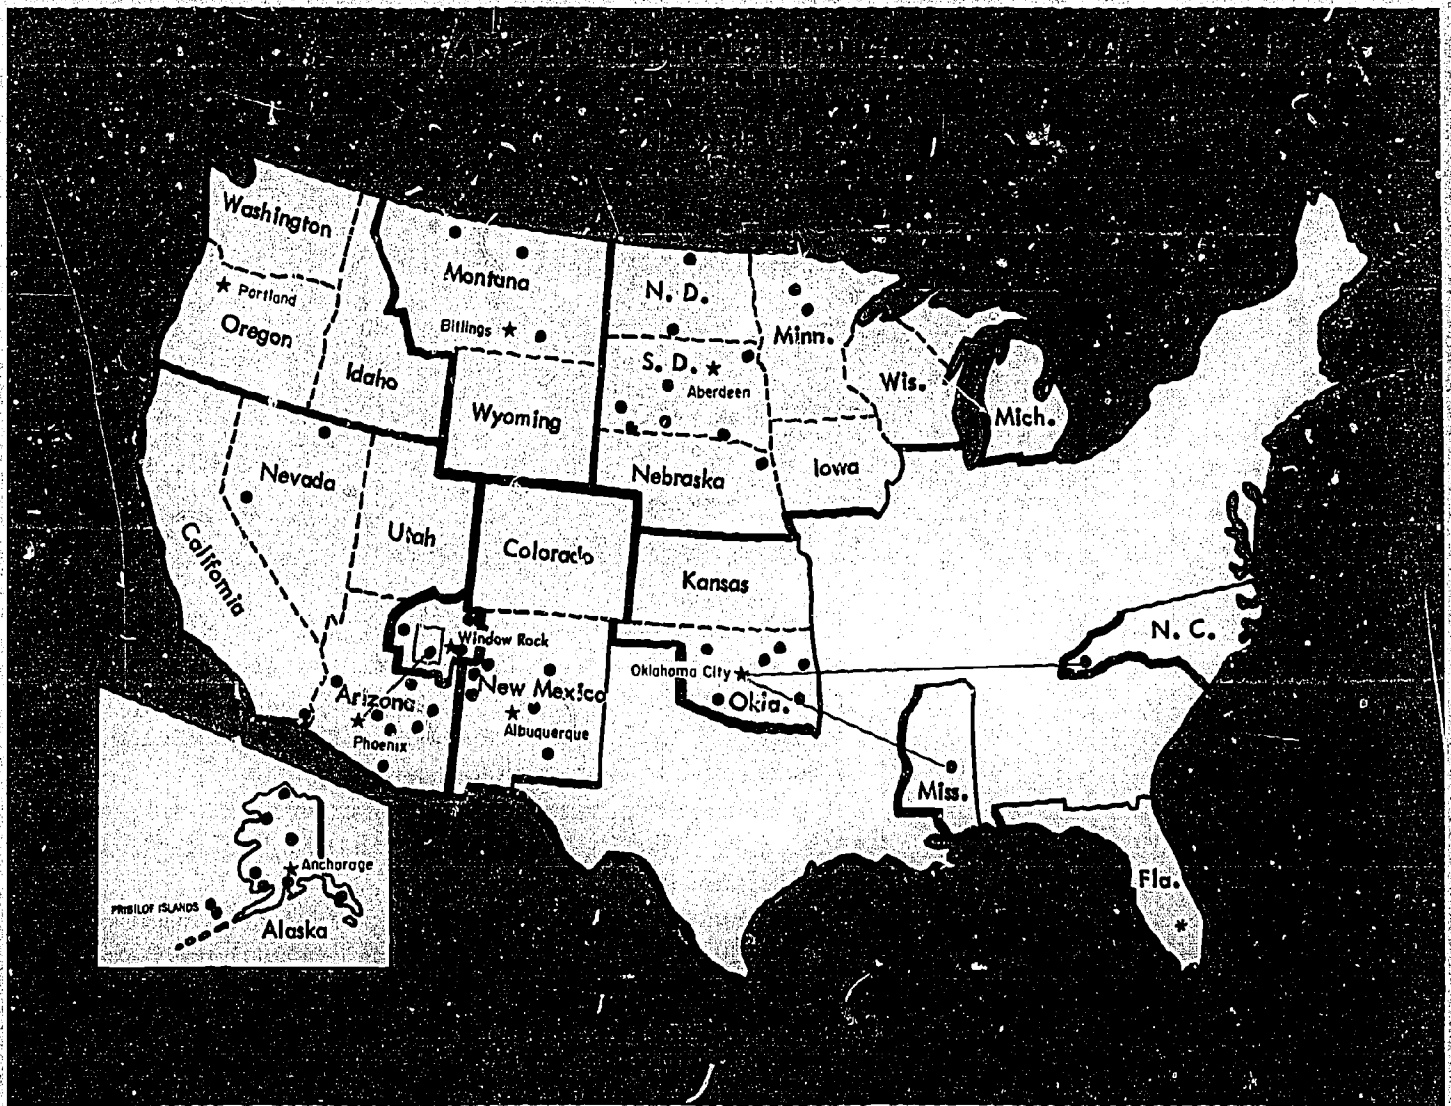 Washington
Montana
N. D.
Minn.
★ Portland
Oregon
Billings ★
S. D. ★
Aberdeen
Idaho
Wyoming
Wis.
Mich.
Nevada
Nebraska
Iowa
California
Utah
Colorado
Kansas
N. C.
★ Window Rock
Oklahoma City ★
Arizona
New Mexico
Okla.
★
Phoenix
★
Albuquerque
Miss.
★ Anchorage
Fla.
*
PRIBILOF ISLANDS
Alaska